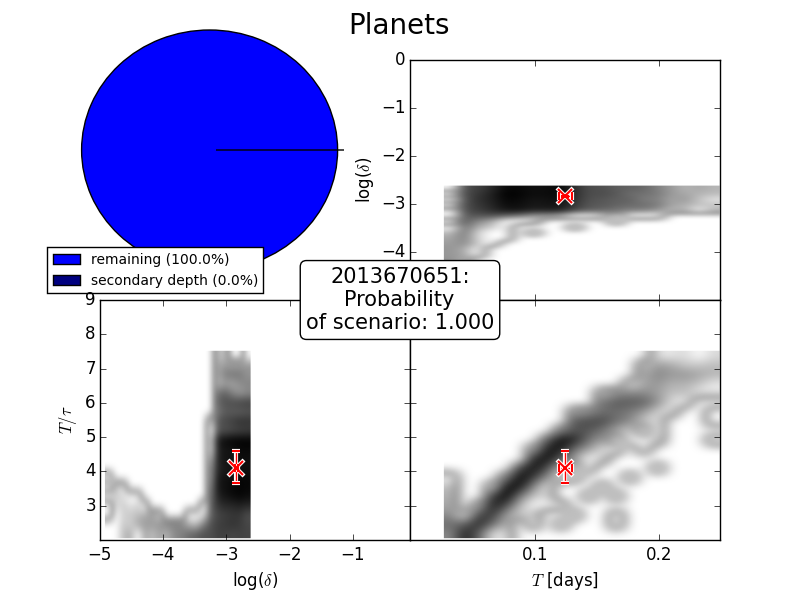 Planets
remaining (100.0%)
secondary depth (0.0%)
0
−1
−2
−3
−4
log(δ)
2013670651:
Probability
of scenario: 1.000
9
8
7
6
5
4
3
T/τ
−5
−4
−3
−2
−1
log(δ)
0.1
0.2
T [days]